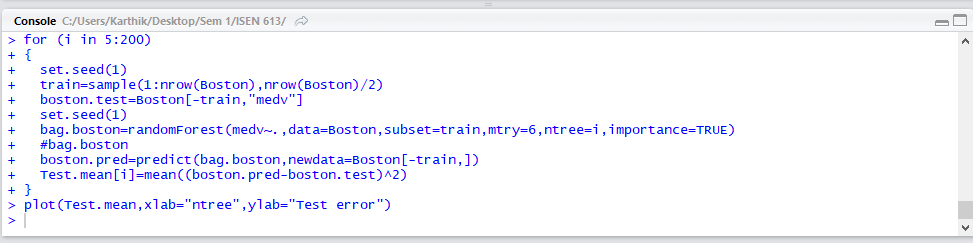 Console C:/Users/Karthik/Desktop/Sem 1/ISEN 613/
> for (i in 5:200)
+ {
+   set.seed(1)
+   train=sample(1:nrow(Boston),nrow(Boston)/2)
+   boston.test=Boston[-train,"medv"]
+   set.seed(1)
+   bag.boston=randomForest(medv~.,data=Boston,subset=train,mtry=6,ntree=i,importance=TRUE)
+   #bag.boston
+   boston.pred=predict(bag.boston,newdata=Boston[-train,])
+   Test.mean[i]=mean((boston.pred-boston.test)^2)
+ }
> plot(Test.mean,xlab="ntree",ylab="Test error")
>